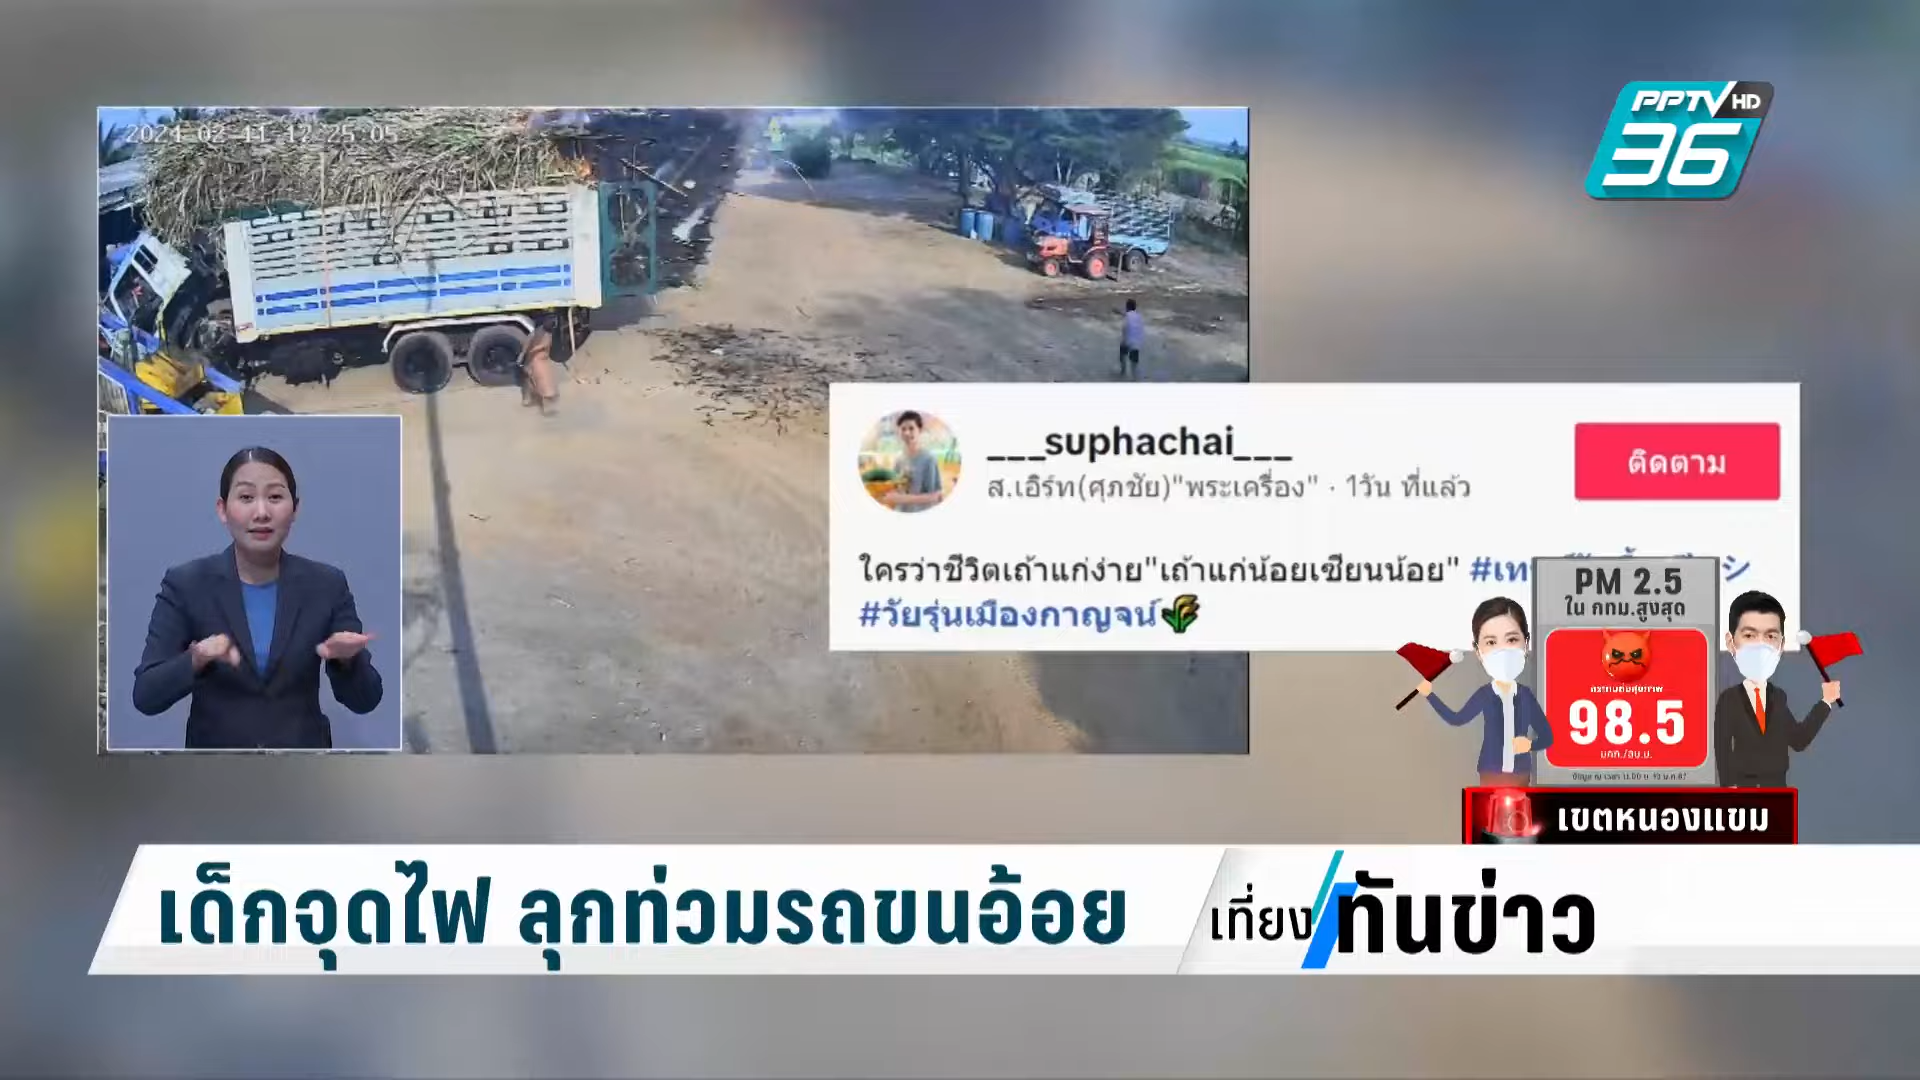 2024-02-11 12:25:05
PPTV HD
36
___suphachai___
ส.เอิร์ท(ศุภชัย)"พระเครื่อง" · 1วัน ที่แล้ว
ติดตาม
ใครว่าชีวิตเถ้าแก่ง่าย"เถ้าแก่น้อยเซียนน้อย"
#วัยรุ่นเมืองกาญจน์🌾
PM 2.5
ใน กทม.สูงสุด
98.5
มคก./ลบ.ม.
เขตหนองแขม
เด็กจุดไฟ ลุกท่วมรถขนอ้อย
เที่ยงทันข่าว